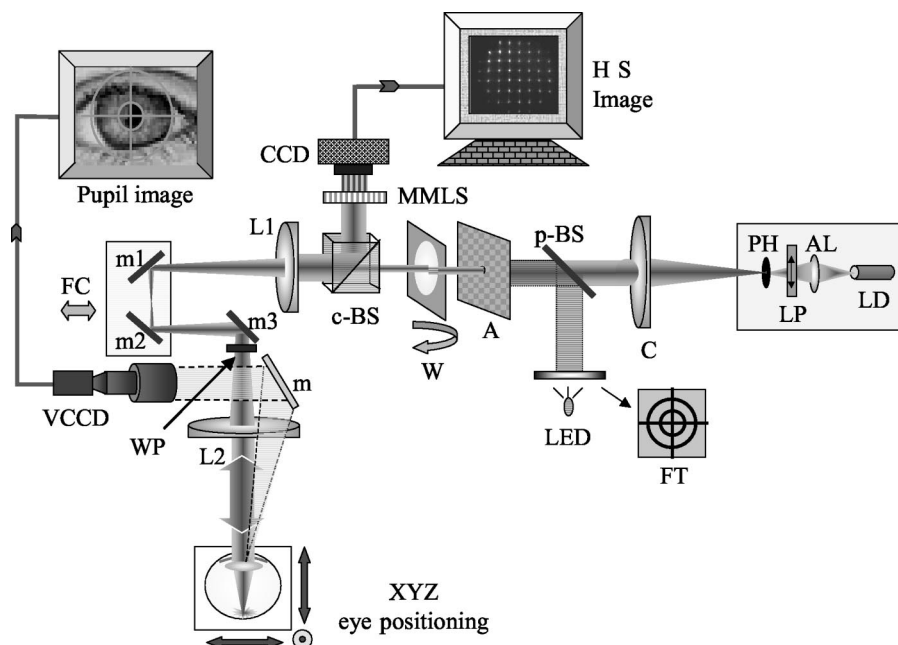 H S
Image
CCD
MMLS
Pupil image
L1
p-BS
PH
AL
m1
FC
m2
m3
c-BS
A
W
C
LP
LD
m
VCCD
WP
L2
LED
FT
XYZ
eye positioning